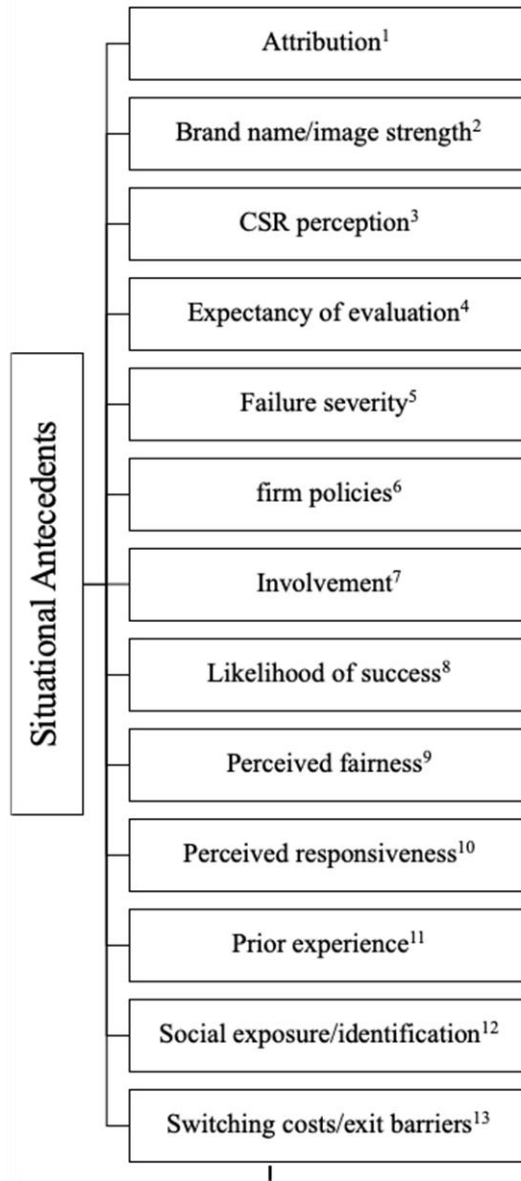 Situational Antecedents
Attribution¹
Brand name/image strength²
CSR perception³
Expectancy of evaluation⁴
Failure severity⁵
firm policies⁶
Involvement⁷
Likelihood of success⁸
Perceived fairness⁹
Perceived responsiveness¹⁰
Prior experience¹¹
Social exposure/identification¹²
Switching costs/exit barriers¹³